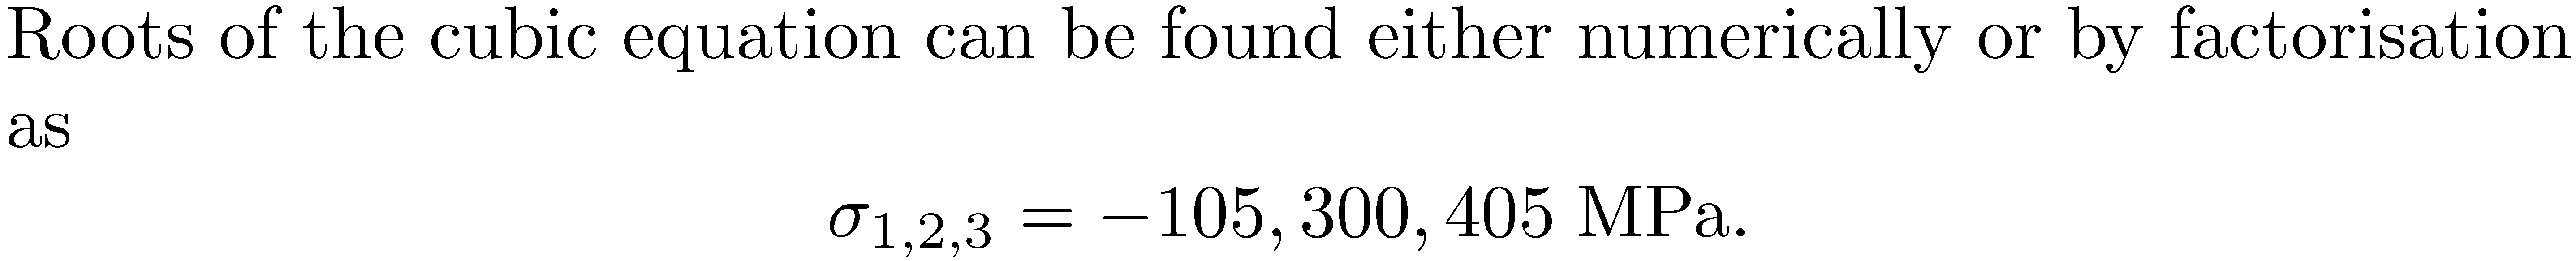 Roots of the cubic equation can be found either numerically or by factorisation
as
σ₁,₂,₃ = −105, 300, 405 MPa.